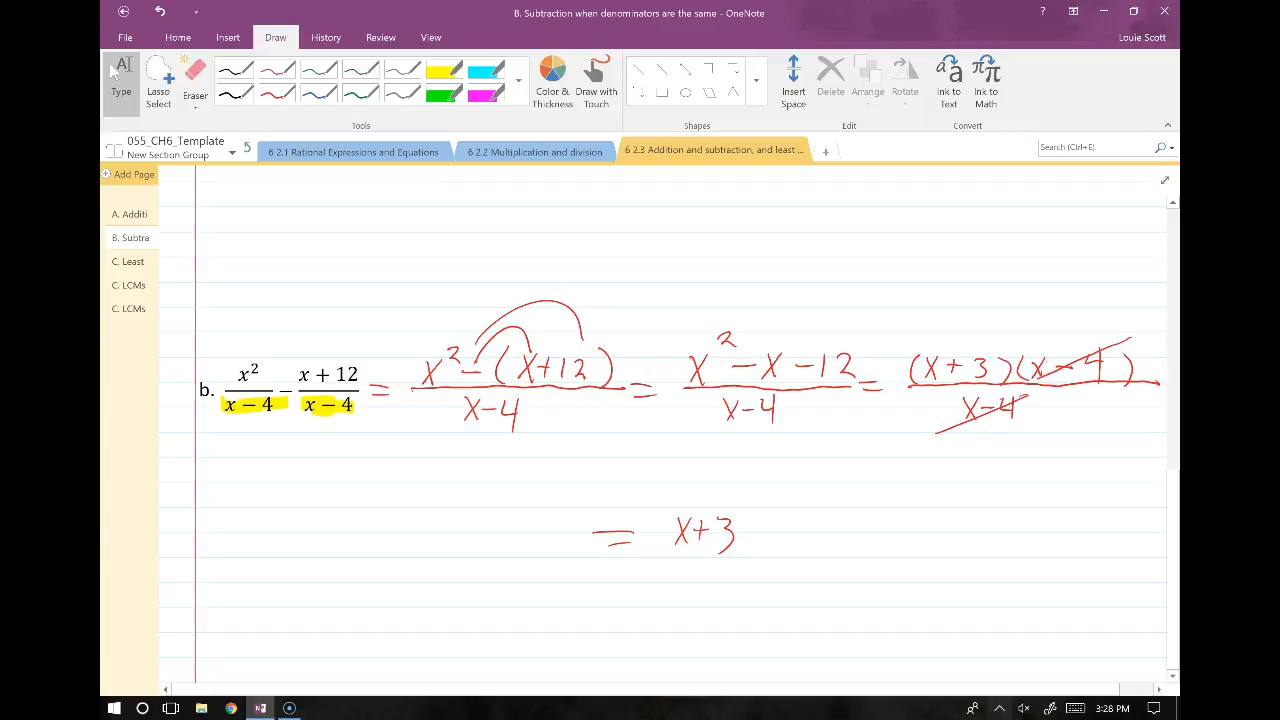 B. Subtraction when denominators are the same - OneNote
?
File Home Insert Draw History Review View
Louie Scott
Type
Lasso Select
Eraser
Color & Thickness
Draw with Touch
Insert Space
Delete
Arrange
Rotate
Ink to Text
Ink to Math
Tools Shapes Edit Convert
055_CH6_Template
New Section Group
6 2.1 Rational Expressions and Equations
6 2.2 Multiplication and division
6 2.3 Addition and subtraction, and least ...
+
Search (Ctrl+E)
Add Page
A. Additi
B. Subtra
C. Least
C. LCMs
C. LCMs
b. x²/(x − 4) − (x + 12)/(x − 4) = (x² − (x+12))/(x−4) = (x² − x − 12)/(x−4) = ((x+3)(x−4))/(x−4)
= x+3
3:28 PM